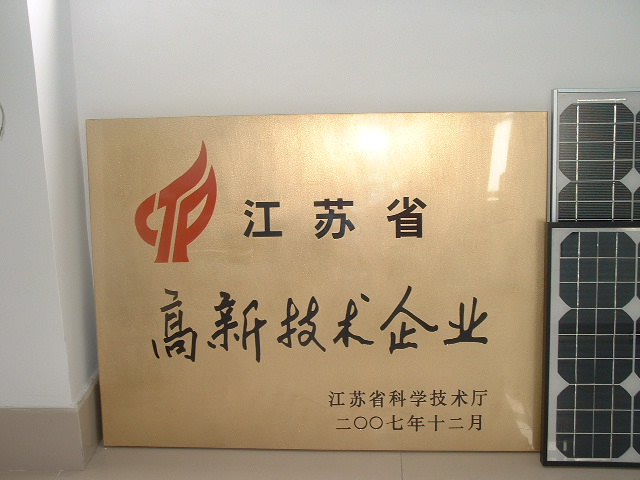 江苏省
高新技术企业
江苏省科学技术厅
二〇〇七年十二月